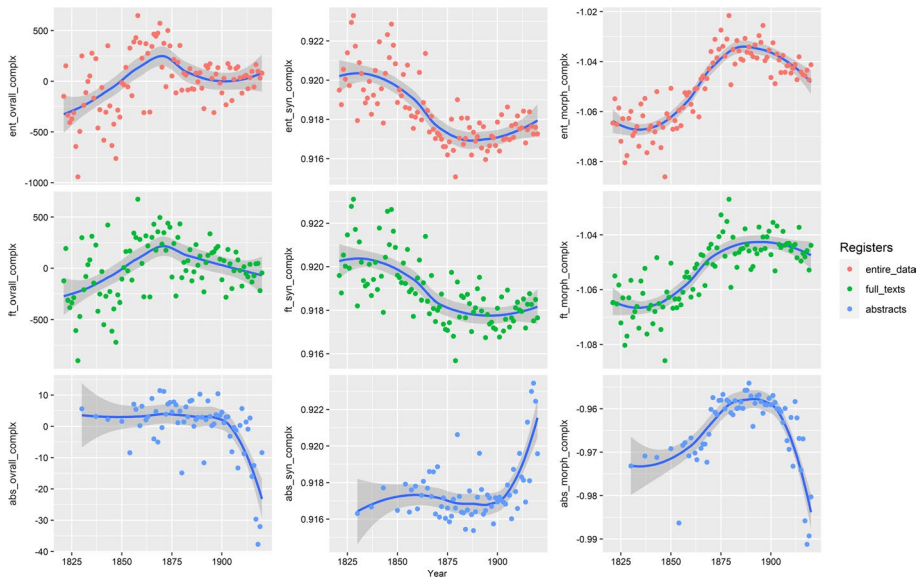 500
0
-500
-1000
ent_ovrall_complx
0.922
0.920
0.918
0.916
ent_syn_complx
-1.02
-1.04
-1.06
-1.08
ent_morph_complx
500
0
-500
ft_ovrall_complx
0.922
0.920
0.918
0.916
ft_syn_complx
-1.04
-1.06
-1.08
ft_morph_complx
Registers
entire_data
full_texts
abstracts
10
0
-10
-20
-30
-40
abs_ovrall_complx
0.922
0.920
0.918
0.916
abs_syn_complx
-0.96
-0.97
-0.98
-0.99
abs_morph_complx
1825 1850 1875 1900
1825 1850 1875 1900
1825 1850 1875 1900
Year